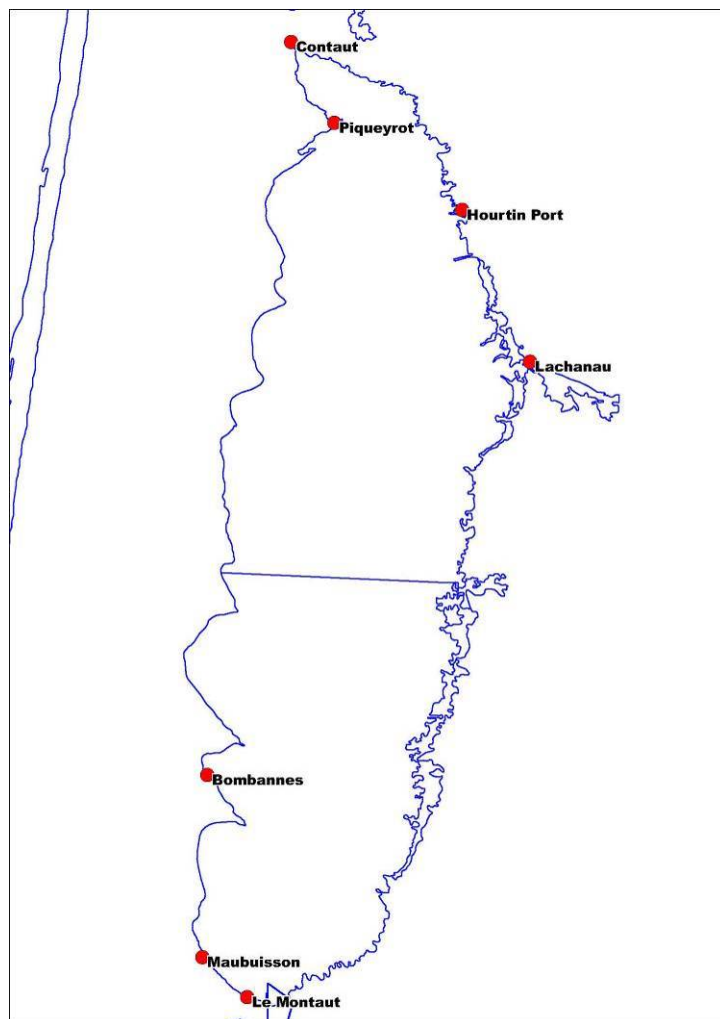 Contaut
Piqueyrot
Hourtin Port
Lachanau
Bombannes
Maubuisson
Le Montaut